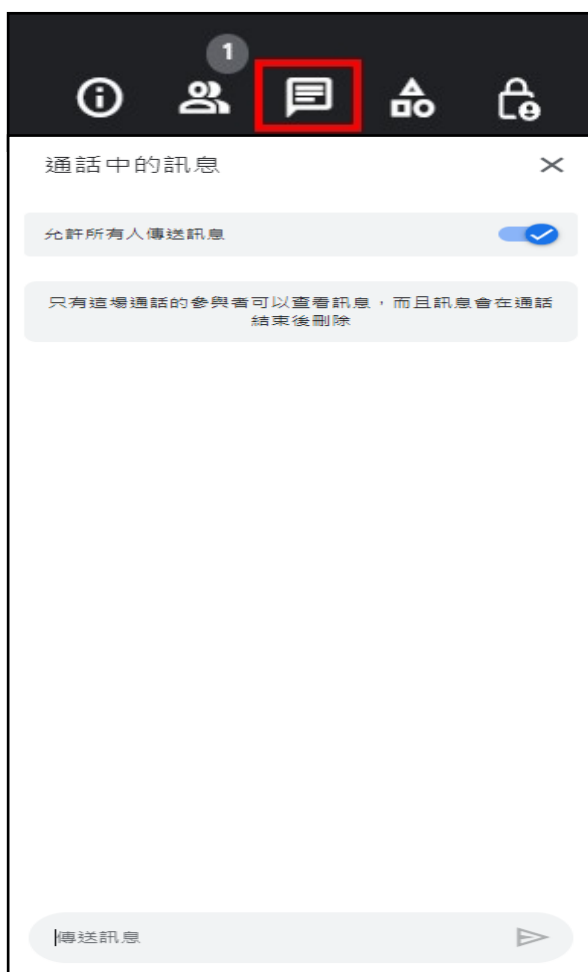 1
通話中的訊息
允許所有人傳送訊息
只有這場通話的參與者可以查看訊息，而且訊息會在通話
結束後刪除
傳送訊息